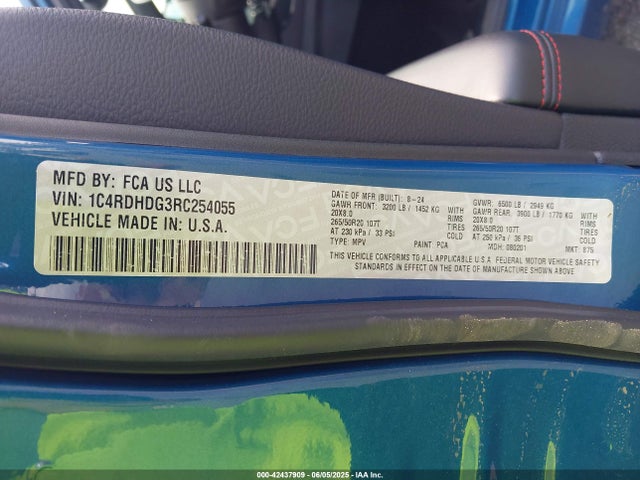 MFD BY: FCA US LLC
VIN: 1C4RDHDG3RC254055
VEHICLE MADE IN: U.S.A.
DATE OF MFR (BUILT): 8-24
GAWR FRONT: 3200 LB / 1452 KG WITH
20X8.0 RIMS
265/50R20 107T TIRES
AT 230 kPa / 33 PSI COLD
TYPE: MPV PAINT: PCA
GVWR: 6500 LB / 2949 KG
GAWR REAR: 3900 LB / 1770 KG WITH
20X8.0 RIMS
265/50R20 107T TIRES
AT 250 kPa / 36 PSI COLD
MDH: 080201 MKT: 875
THIS VEHICLE CONFORMS TO ALL APPLICABLE U.S.A. FEDERAL MOTOR VEHICLE SAFETY
STANDARDS IN EFFECT ON THE DATE OF MANUFACTURE SHOWN ABOVE
000-42437909 - 06/05/2025 - © IAA Inc.